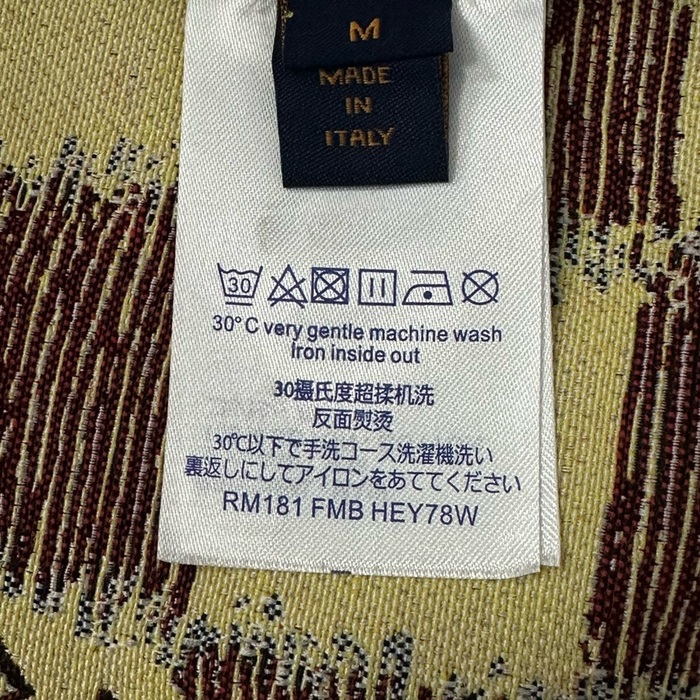 M
MADE
IN
ITALY
30
30°C very gentle machine wash
Iron inside out
30摄氏度超揉机洗
反面熨烫
30℃以下で手洗コース洗濯機洗い
裏返しにしてアイロンをあててください
RM181 FMB HEY78W